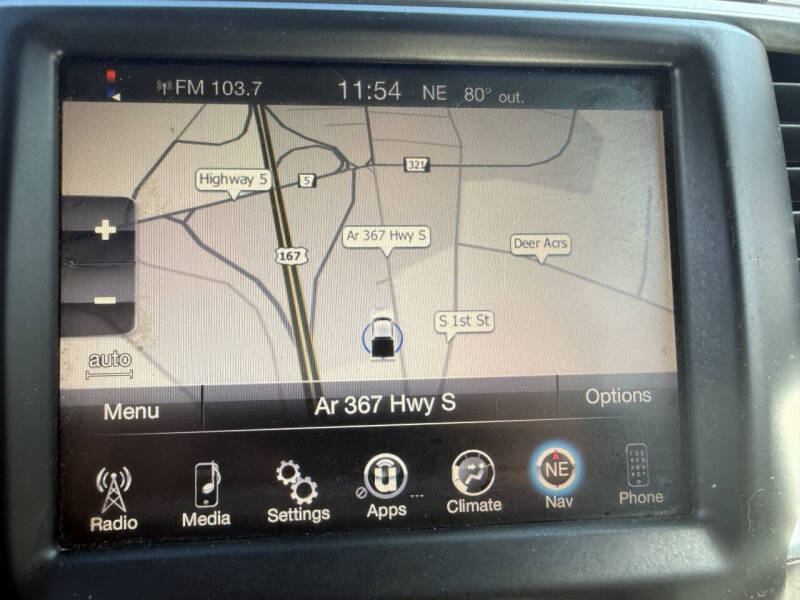 FM 103.7 11:54 NE 80° out.
321
Highway 5 5
+
Ar 367 Hwy S
Deer Acrs
167
–
S 1st St
auto
Menu Ar 367 Hwy S Options
NE
Radio Media Settings Apps ... Climate Nav Phone